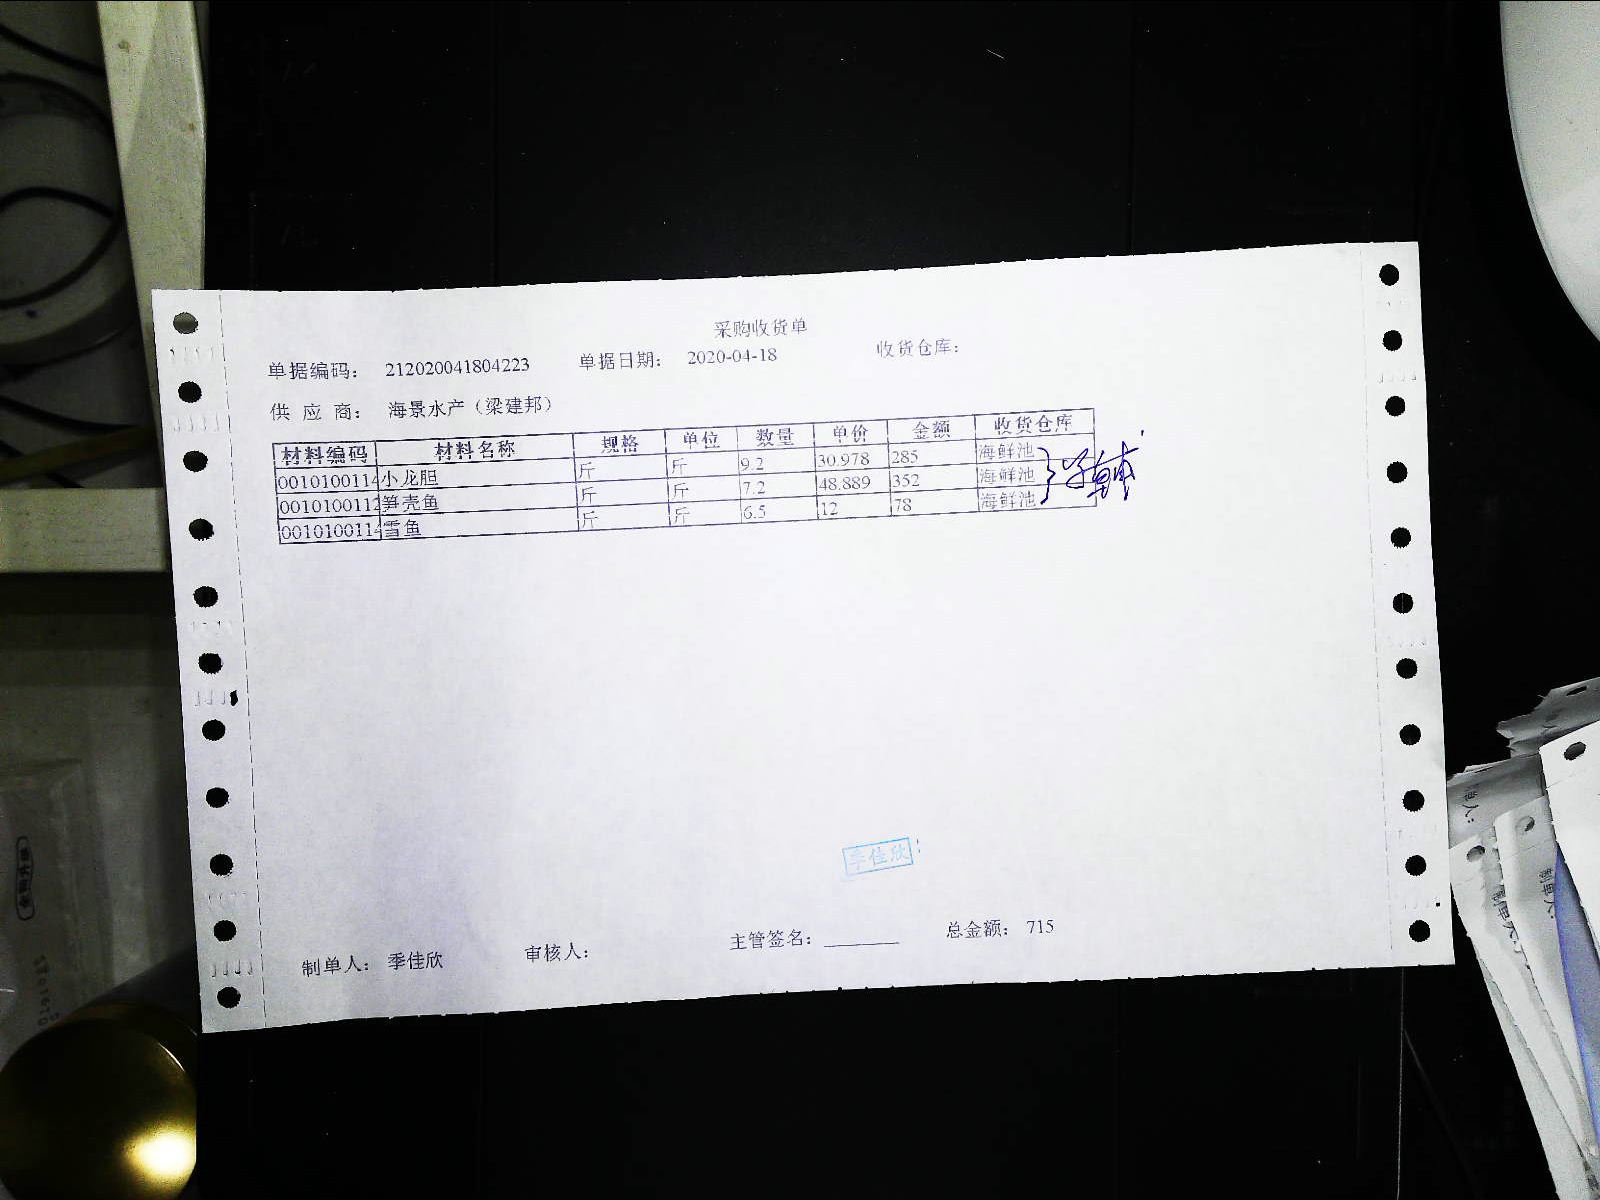 采购收货单
单据编码： 212020041804223 单据日期： 2020-04-18 收货仓库：
供 应 商： 海景水产（梁建邦）
材料编码 材料名称 规格 单位 数量 单价 金额 收货仓库
0010100114 小龙胆 斤 斤 9.2 30.978 285 海鲜池
0010100112 笋壳鱼 斤 斤 7.2 48.889 352 海鲜池
0010100114 雪鱼 斤 斤 6.5 12 78 海鲜池
季佳欣
制单人： 季佳欣 审核人： 主管签名： 总金额： 715
制单人：